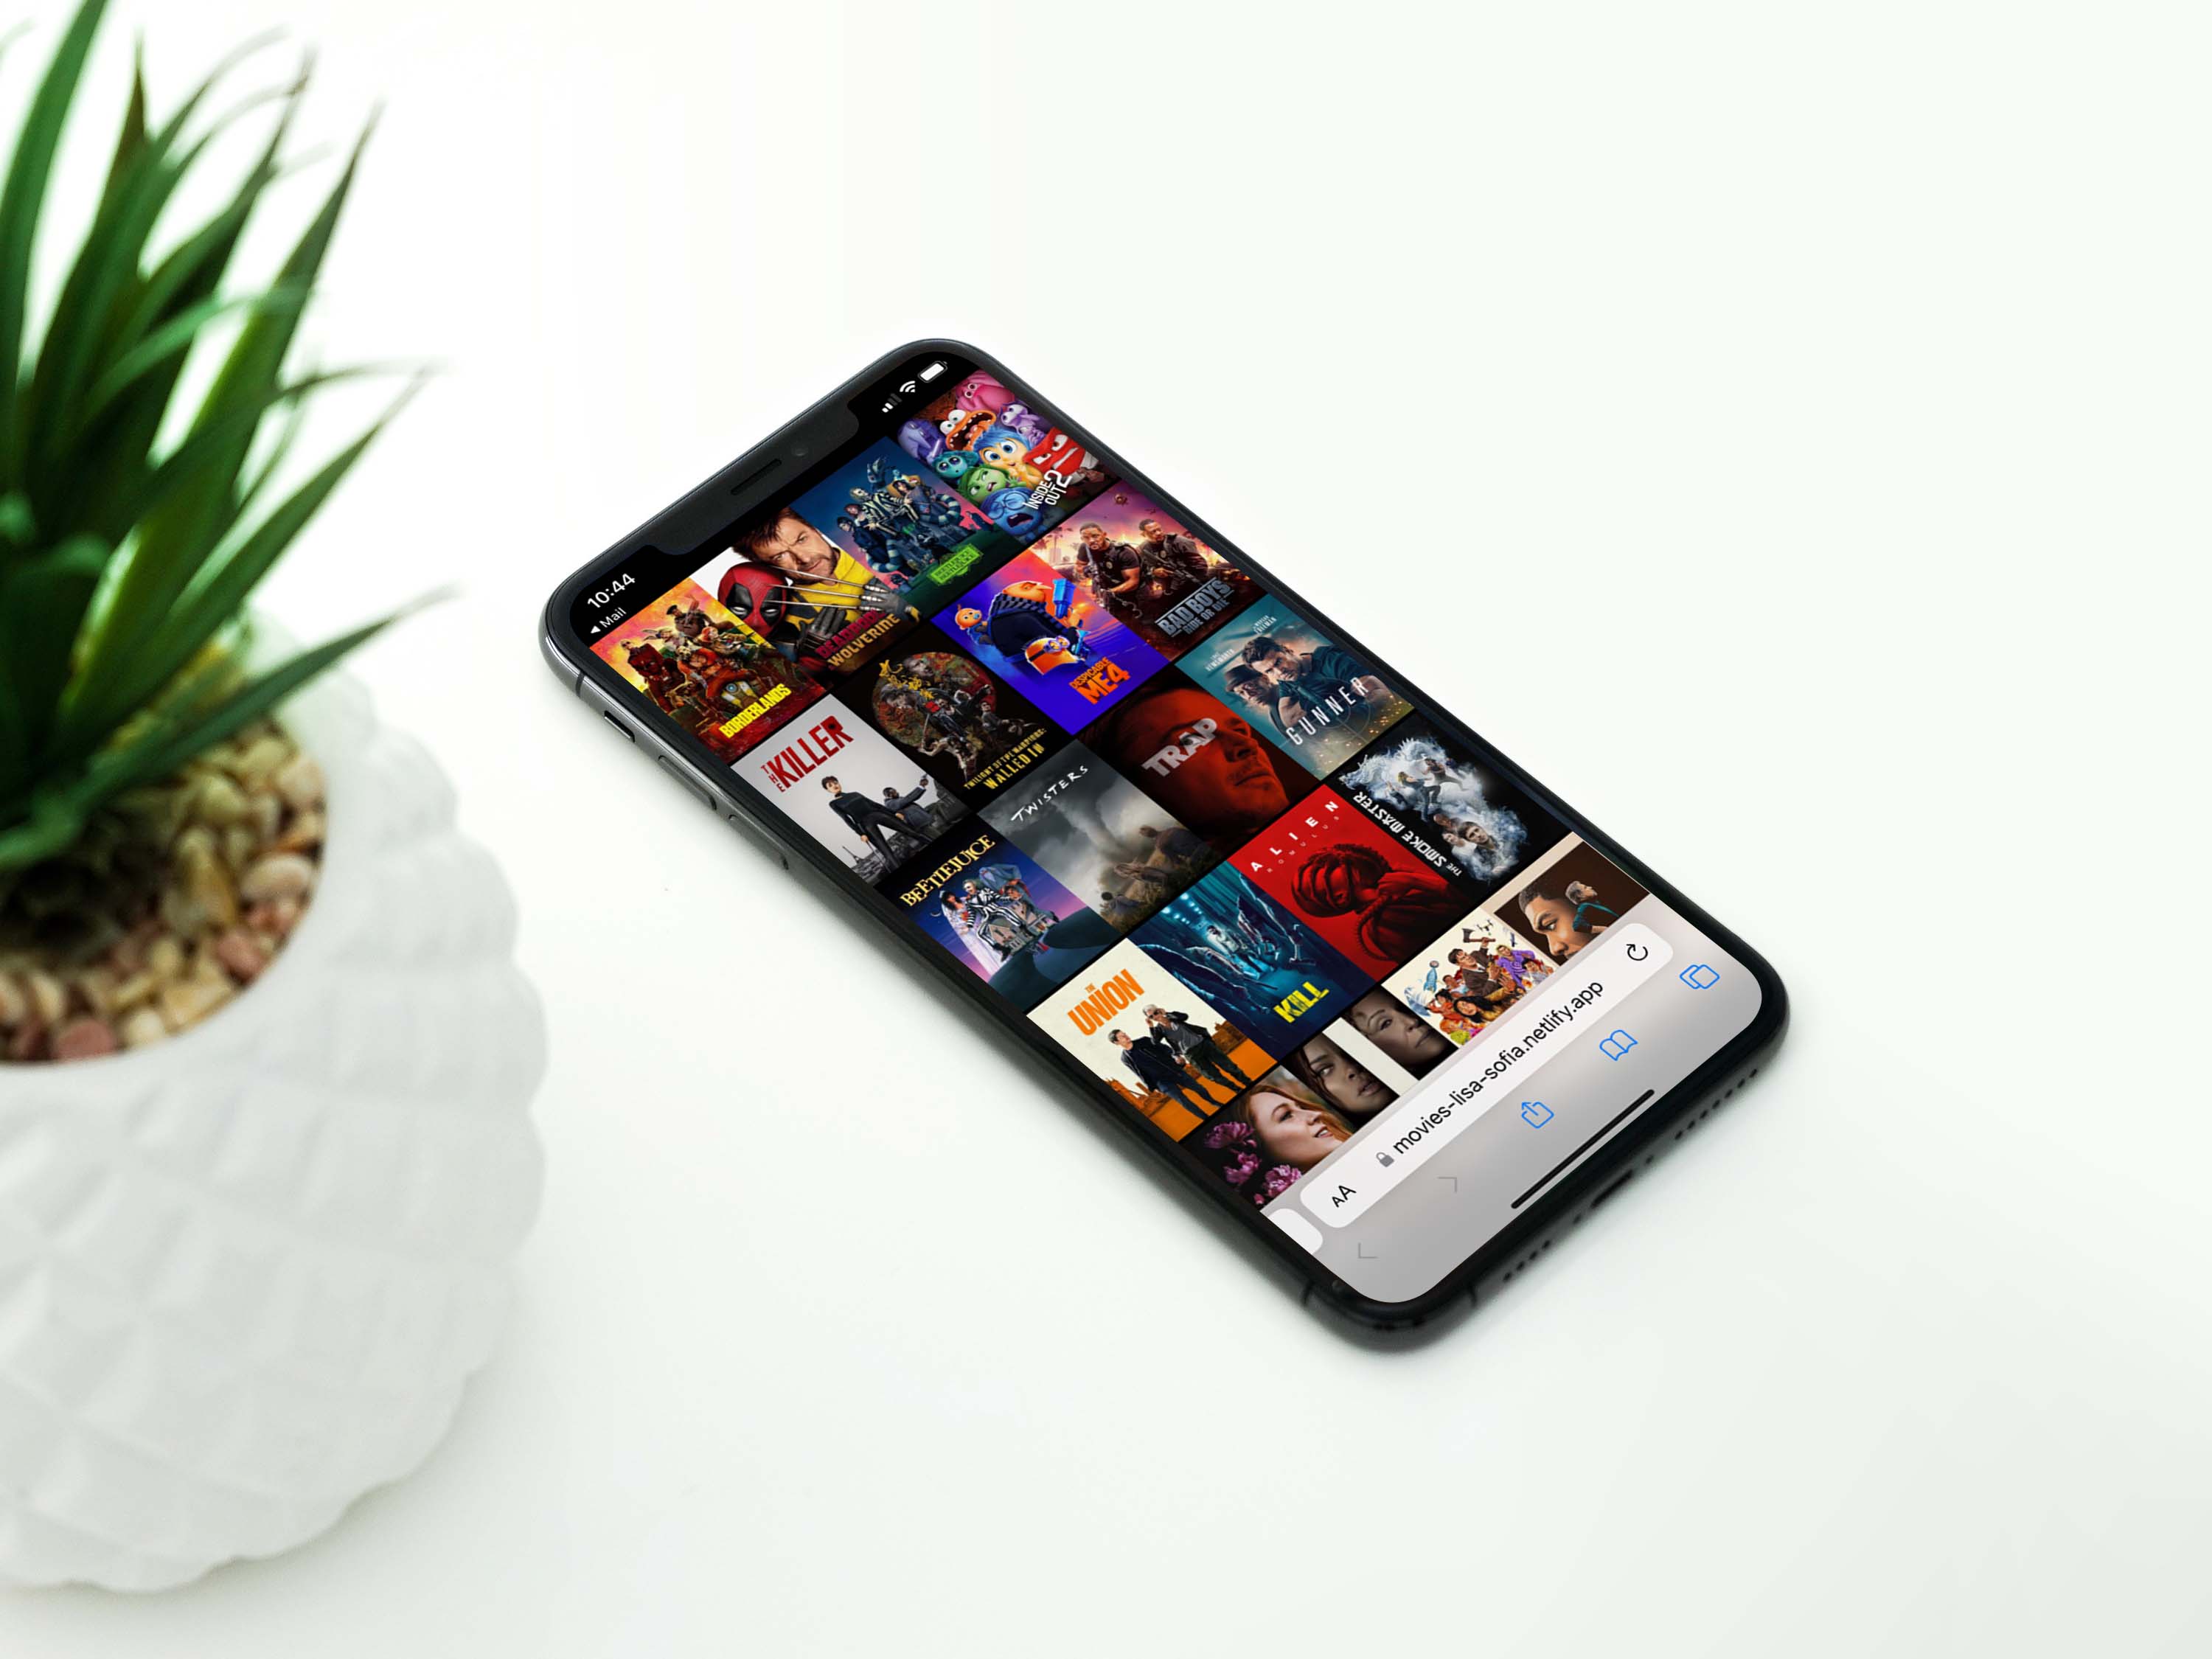 10:44
◀ Mail
BORDERLANDS
DEADPOOL
WOLVERINE
INSIDE
OUT 2
THE
KILLER
TWILIGHT OF THE WARRIORS:
WALLED IN
DESPICABLE
ME4
BAD BOYS
RIDE OR DIE
BEETLEJUICE
TWISTERS
TRAP
GUNNER
THE
UNION
KILL
ALIEN
ROMULUS
THE SMOKE MASTER
AA
movies-lisa-sofia.netlify.app